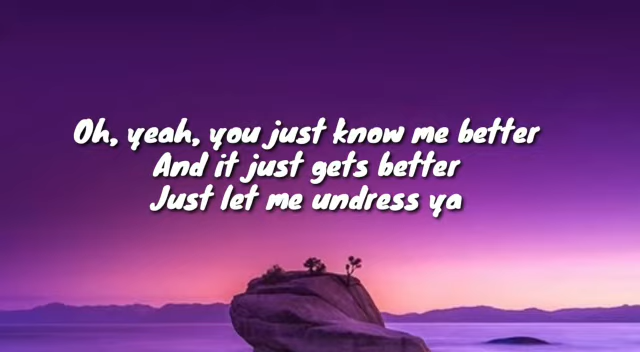 Oh, yeah, you just know me better
And it just gets better
Just let me undress ya